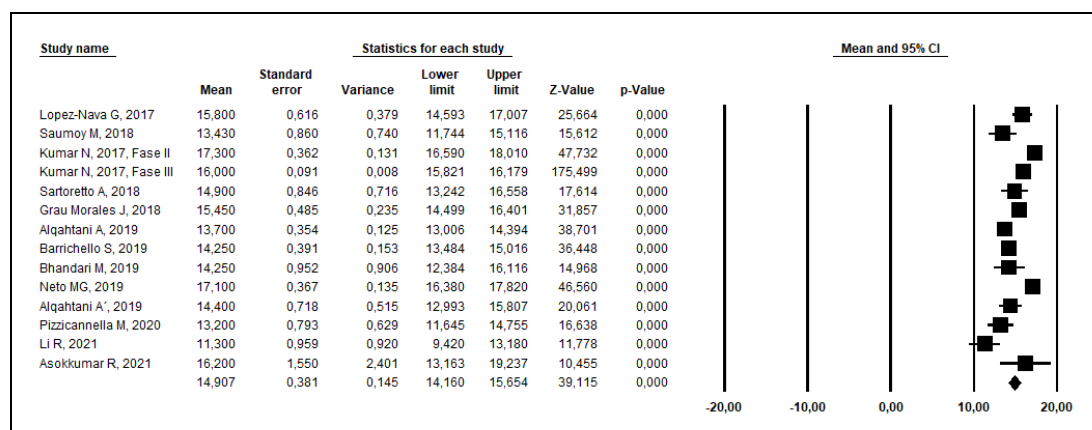 Study name Statistics for each study Mean and 95% CI
Standard Lower Upper
Mean error Variance limit limit Z-Value p-Value
Lopez-Nava G, 2017 15,800 0,616 0,379 14,593 17,007 25,664 0,000
Saumoy M, 2018 13,430 0,860 0,740 11,744 15,116 15,612 0,000
Kumar N, 2017, Fase II 17,300 0,362 0,131 16,590 18,010 47,732 0,000
Kumar N, 2017, Fase III 16,000 0,091 0,008 15,821 16,179 175,499 0,000
Sartoretto A, 2018 14,900 0,846 0,716 13,242 16,558 17,614 0,000
Grau Morales J, 2018 15,450 0,485 0,235 14,499 16,401 31,857 0,000
Alqahtani A, 2019 13,700 0,354 0,125 13,006 14,394 38,701 0,000
Barrichello S, 2019 14,250 0,391 0,153 13,484 15,016 36,448 0,000
Bhandari M, 2019 14,250 0,952 0,906 12,384 16,116 14,968 0,000
Neto MG, 2019 17,100 0,367 0,135 16,380 17,820 46,560 0,000
Alqahtani A´, 2019 14,400 0,718 0,515 12,993 15,807 20,061 0,000
Pizzicannella M, 2020 13,200 0,793 0,629 11,645 14,755 16,638 0,000
Li R, 2021 11,300 0,959 0,920 9,420 13,180 11,778 0,000
Asokkumar R, 2021 16,200 1,550 2,401 13,163 19,237 10,455 0,000
14,907 0,381 0,145 14,160 15,654 39,115 0,000
-20,00 -10,00 0,00 10,00 20,00